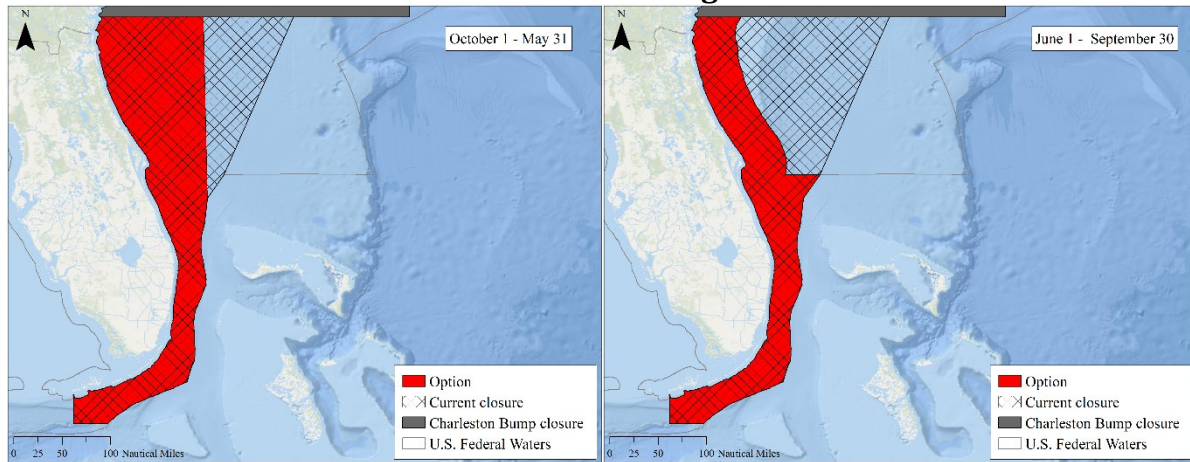 N
October 1 - May 31
Option
Current closure
Charleston Bump closure
U.S. Federal Waters
0 25 50 100 Nautical Miles
N
June 1 - September 30
Option
Current closure
Charleston Bump closure
U.S. Federal Waters
0 25 50 100 Nautical Miles